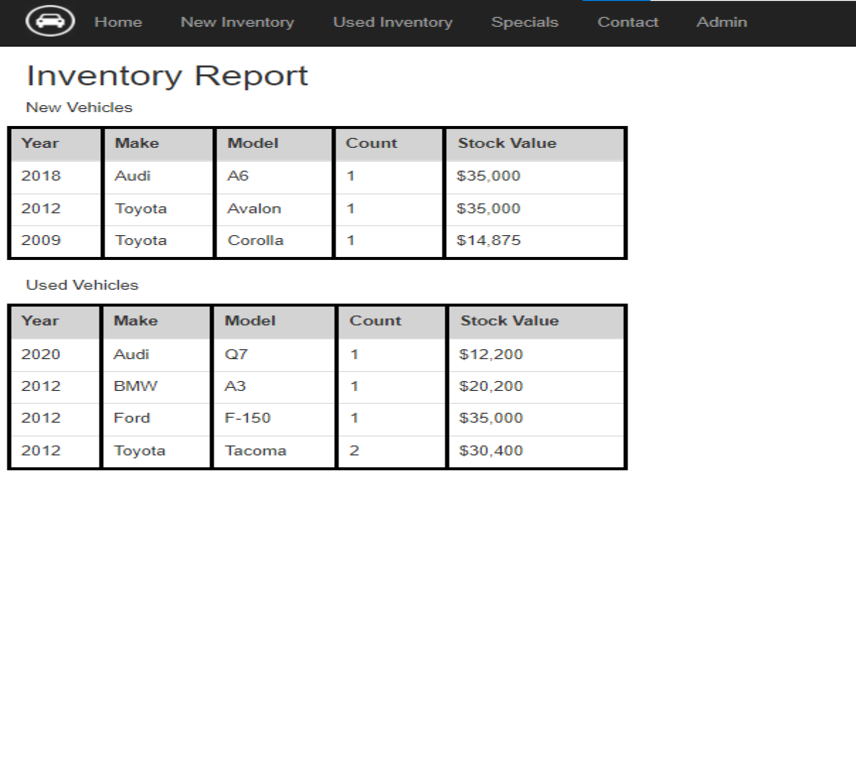 Home New Inventory Used Inventory Specials Contact Admin
Inventory Report
New Vehicles
Year Make Model Count Stock Value
2018 Audi A6 1 $35,000
2012 Toyota Avalon 1 $35,000
2009 Toyota Corolla 1 $14,875
Used Vehicles
Year Make Model Count Stock Value
2020 Audi Q7 1 $12,200
2012 BMW A3 1 $20,200
2012 Ford F-150 1 $35,000
2012 Toyota Tacoma 2 $30,400